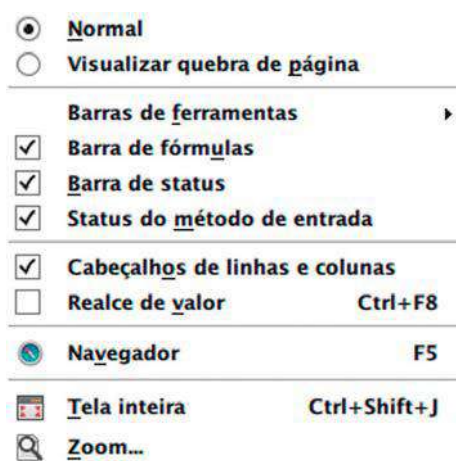 Normal
Visualizar quebra de página
Barras de ferramentas
Barra de fórmulas
Barra de status
Status do método de entrada
Cabeçalhos de linhas e colunas
Realce de valor Ctrl+F8
Navegador F5
Tela inteira Ctrl+Shift+J
Zoom...